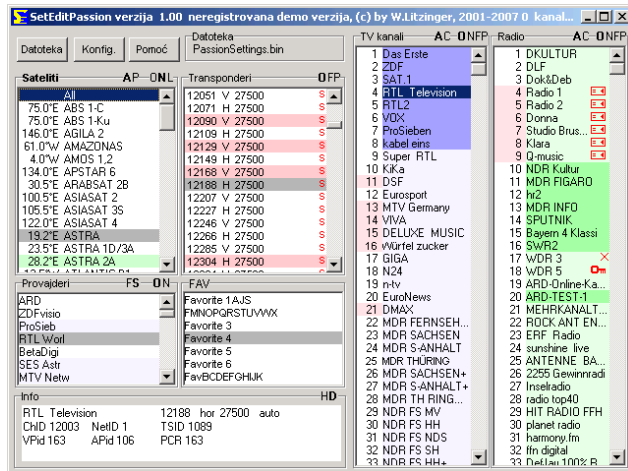 SetEditPassion verzija 1.00 neregistrovana demo verzija, (c) by W.Litzinger, 2001-2007 0 kanal...
Datoteka
Konfig.
Pomoć
Datoteka
PassionSettings.bin
Sateliti AP-ONL
All
75.0°E ABS 1-C
75.0°E ABS 1-Ku
146.0°E AGILA 2
61.0°W AMAZONAS
4.0°W AMOS 1,2
134.0°E APSTAR 6
30.5°E ARABSAT 2B
100.5°E ASIASAT 2
105.5°E ASIASAT 3S
122.0°E ASIASAT 4
19.2°E ASTRA
23.5°E ASTRA 1D/3A
28.2°E ASTRA 2A
Transponderi OFP
12051 V 27500 S
12071 H 27500 S
12090 V 27500 S
12109 H 27500 S
12129 V 27500 S
12149 H 27500 S
12168 V 27500 S
12188 H 27500 S
12207 V 27500 S
12227 H 27500 S
12246 V 27500 S
12266 H 27500 S
12285 V 27500 S
12304 H 27500 S
Provajderi FS ON
ARD
ZDFvisio
ProSieb
RTL Worl
BetaDigi
SES Astr
MTV Netw
FAV
Favorite 1AJS
FMNOPQRSTUVWX
Favorite 3
Favorite 4
Favorite 5
Favorite 6
FavBCDEFGHIJK
Info HD
RTL Television 12188 hor 27500 auto
ChID 12003 NetID 1 TSID 1089
VPid 163 APid 106 PCR 163
TV kanali AC-ONFP
1 Das Erste
2 ZDF
3 SAT.1
4 RTL Television
5 RTL2
6 VOX
7 ProSieben
8 kabel eins
9 Super RTL
10 KiKa
11 DSF
12 Eurosport
13 MTV Germany
14 VIVA
15 DELUXE MUSIC
16 Würfel zucker
17 GIGA
18 N24
19 n-tv
20 EuroNews
21 DMAX
22 MDR FERNSEH...
23 MDR SACHSEN
24 MDR S-ANHALT
25 MDR THÜRING
26 MDR SACHSEN+
27 MDR S-ANHALT+
28 MDR TH RING...
29 NDR FS MV
30 NDR FS HH
31 NDR FS NDS
32 NDR FS SH
33 NDR FS HH+
Radio AC-ONFP
1 DKULTUR
2 DLF
3 Dok&Deb
4 Radio 1
5 Radio 2
6 Donna
7 Studio Brus...
8 Klara
9 Q-music
10 NDR Kultur
11 MDR FIGARO
12 hr2
13 MDR INFO
14 SPUTNIK
15 Bayern 4 Klassi
16 SWR2
17 WDR 3
18 WDR 5
19 ARD-Online-Ka...
20 ARD-TEST-1
21 MEHRKANALT...
22 ROCK ANT EN...
23 ERF Radio
24 sunshine live
25 ANTENNE BA...
26 2255 Gewinnradi
27 Inselradio
28 radio top40
29 HIT RADIO FFH
30 planet radio
31 harmony.fm
32 ffn digital
33 Deflau 100% R